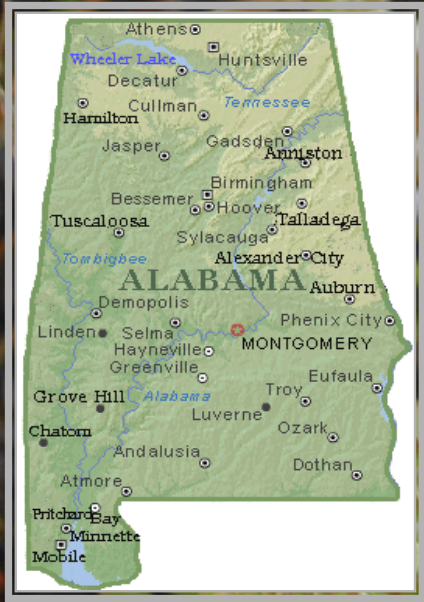 Athens
Huntsville
Wheeler Lake
Decatur
Cullman
Tennessee
Hamilton
Gadsden
Jasper
Anniston
Birmingham
Bessemer
Hoover
Tuscaloosa
Talladega
Sylacauga
Alexander City
Tombigbee
ALABAMA
Auburn
Demopolis
Phenix City
Linden
Selma
MONTGOMERY
Hayneville
Greenville
Eufaula
Troy
Grove Hill
Alabama
Luverne
Ozark
Chatom
Andalusia
Dothan
Atmore
Pritchard
Bay
Minnette
Mobile